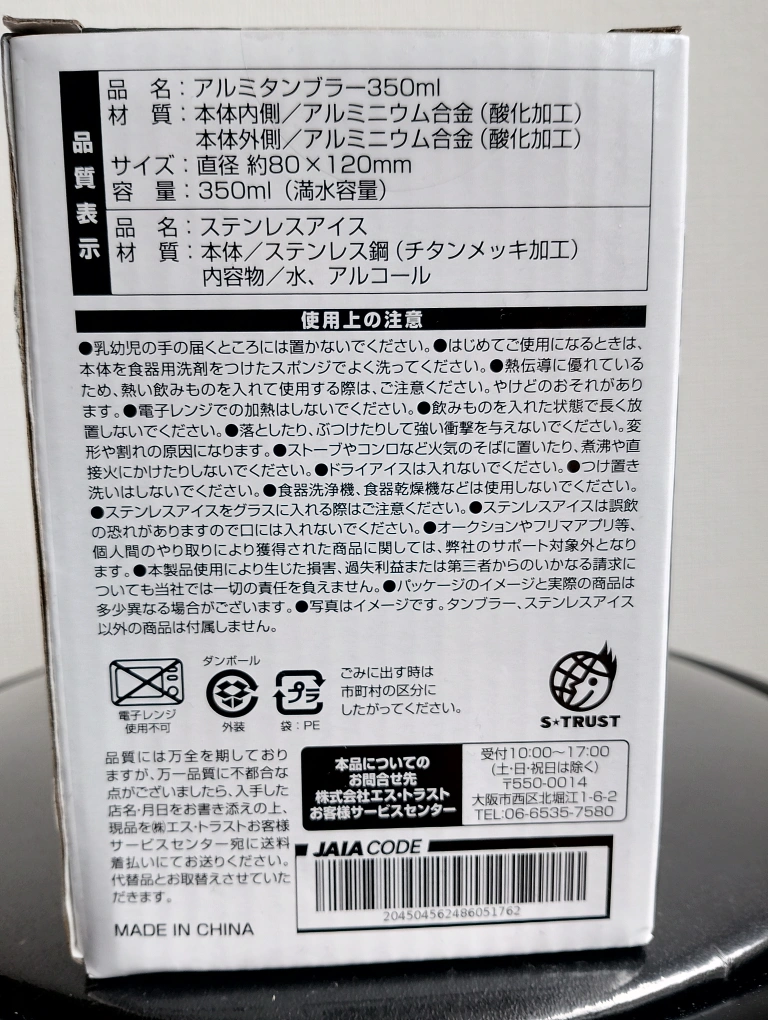 品質表示
品 名：アルミタンブラー350ml
材 質：本体内側／アルミニウム合金（酸化加工）
本体外側／アルミニウム合金（酸化加工）
サイズ：直径 約80×120mm
容 量：350ml（満水容量）
品 名：ステンレスアイス
材 質：本体／ステンレス鋼（チタンメッキ加工）
内容物／水、アルコール
使用上の注意
●乳幼児の手の届くところには置かないでください。●はじめてご使用になるときは、
本体を食器用洗剤をつけたスポンジでよく洗ってください。●熱伝導に優れている
ため、熱い飲みものを入れて使用する際は、ご注意ください。やけどのおそれがあり
ます。●電子レンジでの加熱はしないでください。●飲みものを入れた状態で長く放
置しないでください。●落としたり、ぶつけたりして強い衝撃を与えないでください。変
形や割れの原因になります。●ストーブやコンロなど火気のそばに置いたり、煮沸や直
接火にかけたりしないでください。●ドライアイスは入れないでください。●つけ置き
洗いはしないでください。●食器洗浄機、食器乾燥機などは使用しないでください。
●ステンレスアイスをグラスに入れる際はご注意ください。●ステンレスアイスは誤飲
の恐れがありますので口には入れないでください。●オークションやフリマアプリ等、
個人間のやり取りにより獲得された商品に関しては、弊社のサポート対象外となり
ます。●本製品使用により生じた損害、過失利益または第三者からのいかなる請求に
ついても当社では一切の責任を負えません。●パッケージのイメージと実際の商品は
多少異なる場合がございます。●写真はイメージです。タンブラー、ステンレスアイス
以外の商品は付属しません。
電子レンジ
使用不可
ダンボール
外装
プラ
袋：PE
ごみに出す時は
市町村の区分に
したがってください。
S★TRUST
品質には万全を期しており
ますが、万一品質に不都合な
点がございましたら、入手した
店名・月日をお書き添えの上、
現品を㈱エス・トラストお客様
サービスセンター宛に送料
着払いにてお送りください。
代替品とお取替えさせていた
だきます。
MADE IN CHINA
本品についての
お問合せ先
株式会社エス・トラスト
お客様サービスセンター
受付10:00〜17:00
（土・日・祝日は除く）
〒550-0014
大阪市西区北堀江1-6-2
TEL:06-6535-7580
JAIA CODE
204504562486051762